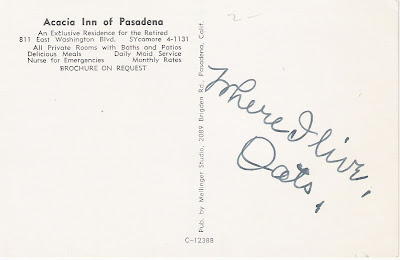 Acacia Inn of Pasadena
An Exclusive Residence for the Retired
811 East Washington Blvd. SYcamore 4-1131
All Private Rooms with Baths and Patios
Delicious Meals Daily Maid Service
Nurse for Emergencies Monthly Rates
BROCHURE ON REQUEST
Pub. by Mellinger Studio, 2089 Brigden Rd., Pasadena, Calif.
C-12388
2-
Where I live,
Oats,